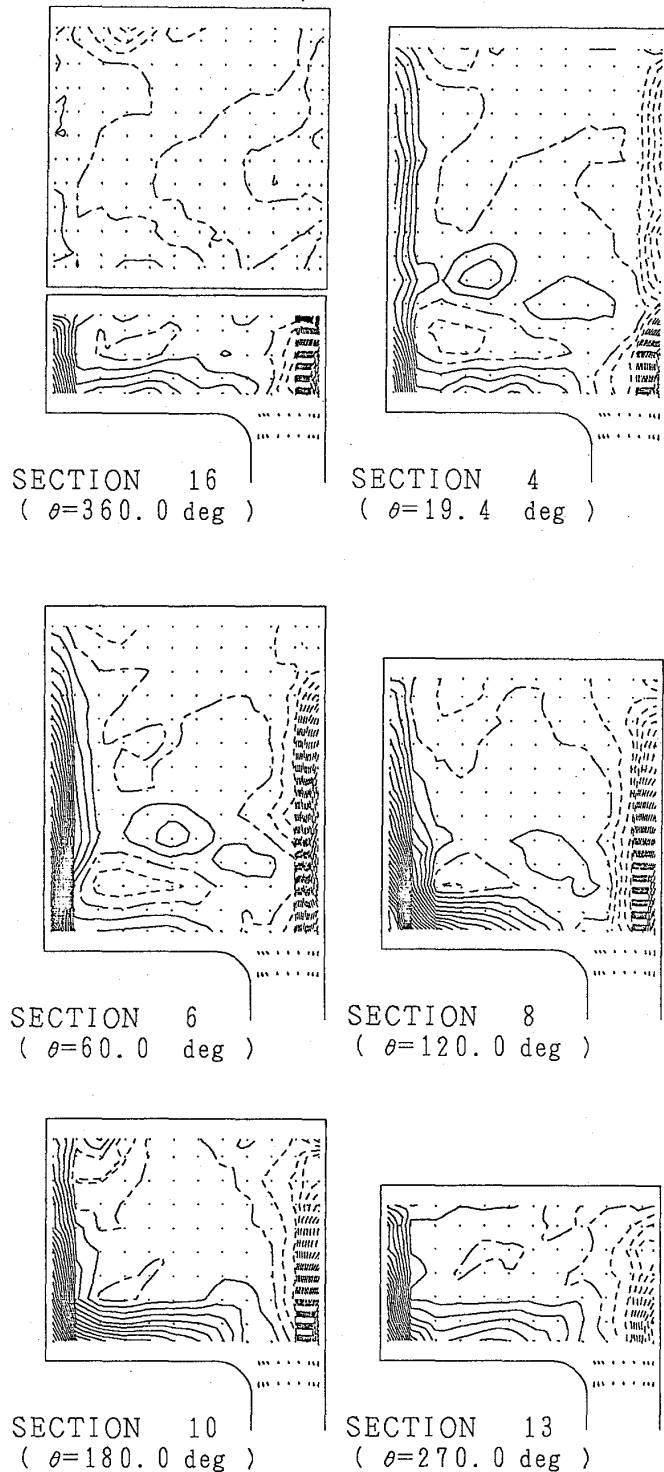 SECTION 16
( θ=360.0 deg )
SECTION 4
( θ=19.4 deg )
SECTION 6
( θ=60.0 deg )
SECTION 8
( θ=120.0 deg )
SECTION 10
( θ=180.0 deg )
SECTION 13
( θ=270.0 deg )